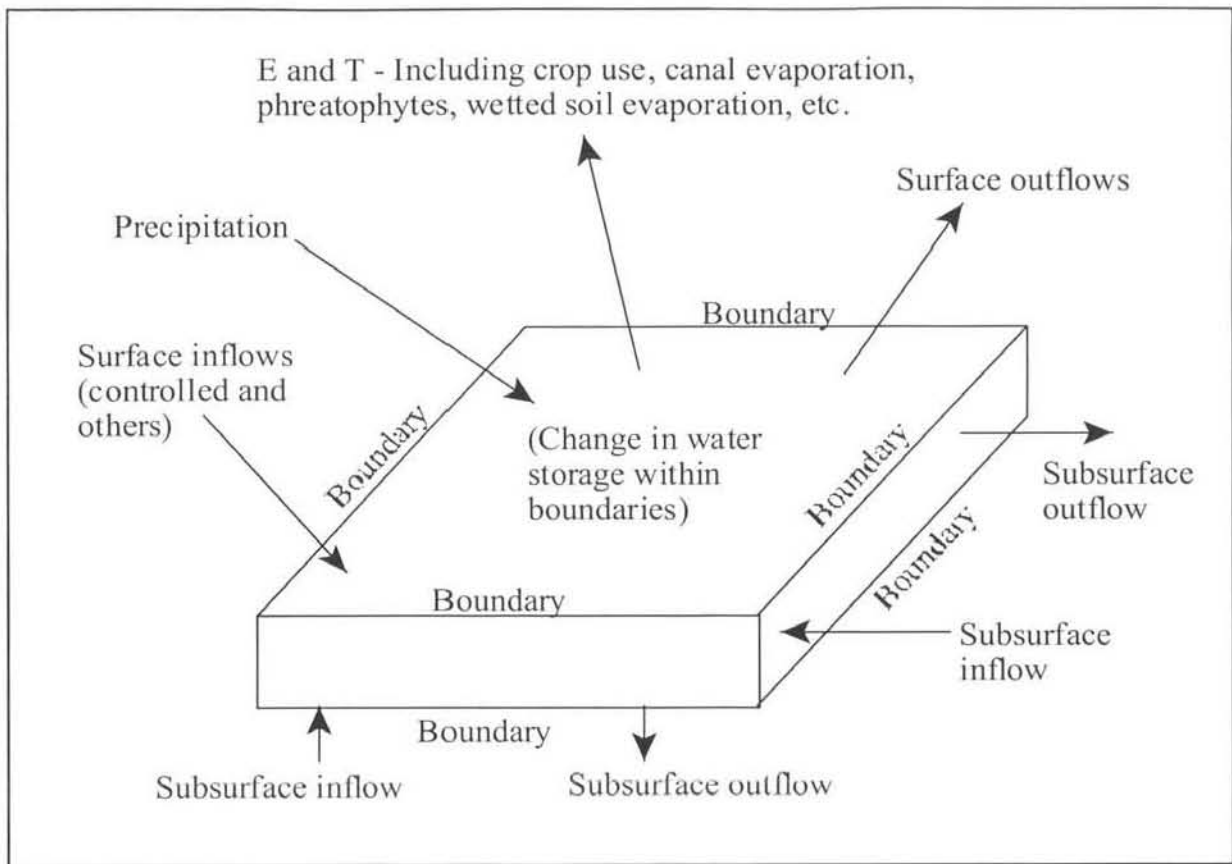 E and T - Including crop use, canal evaporation,
phreatophytes, wetted soil evaporation, etc.
Surface outflows
Precipitation
Boundary
Surface inflows
(controlled and
others)
Boundary
(Change in water
storage within
boundaries)
Boundary
Subsurface
outflow
Boundary
Boundary
Subsurface
inflow
Boundary
Subsurface inflow
Subsurface outflow